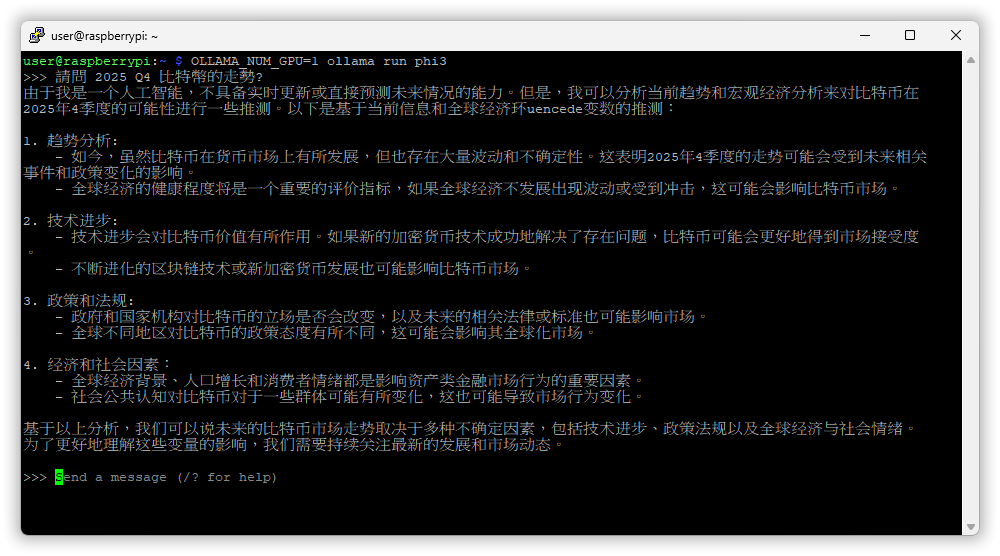 user@raspberrypi: ~
user@raspberrypi:~ $ OLLAMA_NUM_GPU=1 ollama run phi3
>>> 請問 2025 Q4 比特幣的走勢?
由于我是一个人工智能，不具备实时更新或直接预测未来情况的能力。但是，我可以分析当前趋势和宏观经济分析来对比特币在
2025年4季度的可能性进行一些推测。以下是基于当前信息和全球经济环uencede变数的推测：
1. 趋势分析:
- 如今，虽然比特币在货币市场上有所发展，但也存在大量波动和不确定性。这表明2025年4季度的走势可能会受到未来相关
事件和政策变化的影响。
- 全球经济的健康程度将是一个重要的评价指标，如果全球经济不发展出现波动或受到冲击，这可能会影响比特币市场。
2. 技术进步:
- 技术进步会对比特币价值有所作用。如果新的加密货币技术成功地解决了存在问题，比特币可能会更好地得到市场接受度
。
- 不断进化的区块链技术或新加密货币发展也可能影响比特币市场。
3. 政策和法规:
- 政府和国家机构对比特币的立场是否会改变，以及未来的相关法律或标准也可能影响市场。
- 全球不同地区对比特币的政策态度有所不同，这可能会影响其全球化市场。
4. 经济和社会因素：
- 全球经济背景、人口增长和消费者情绪都是影响资产类金融市场行为的重要因素。
- 社会公共认知对比特币对于一些群体可能有所变化，这也可能导致市场行为变化。
基于以上分析，我们可以说未来的比特币市场走势取决于多种不确定因素，包括技术进步、政策法规以及全球经济与社会情绪。
为了更好地理解这些变量的影响，我们需要持续关注最新的发展和市场动态。
>>> Send a message (/? for help)